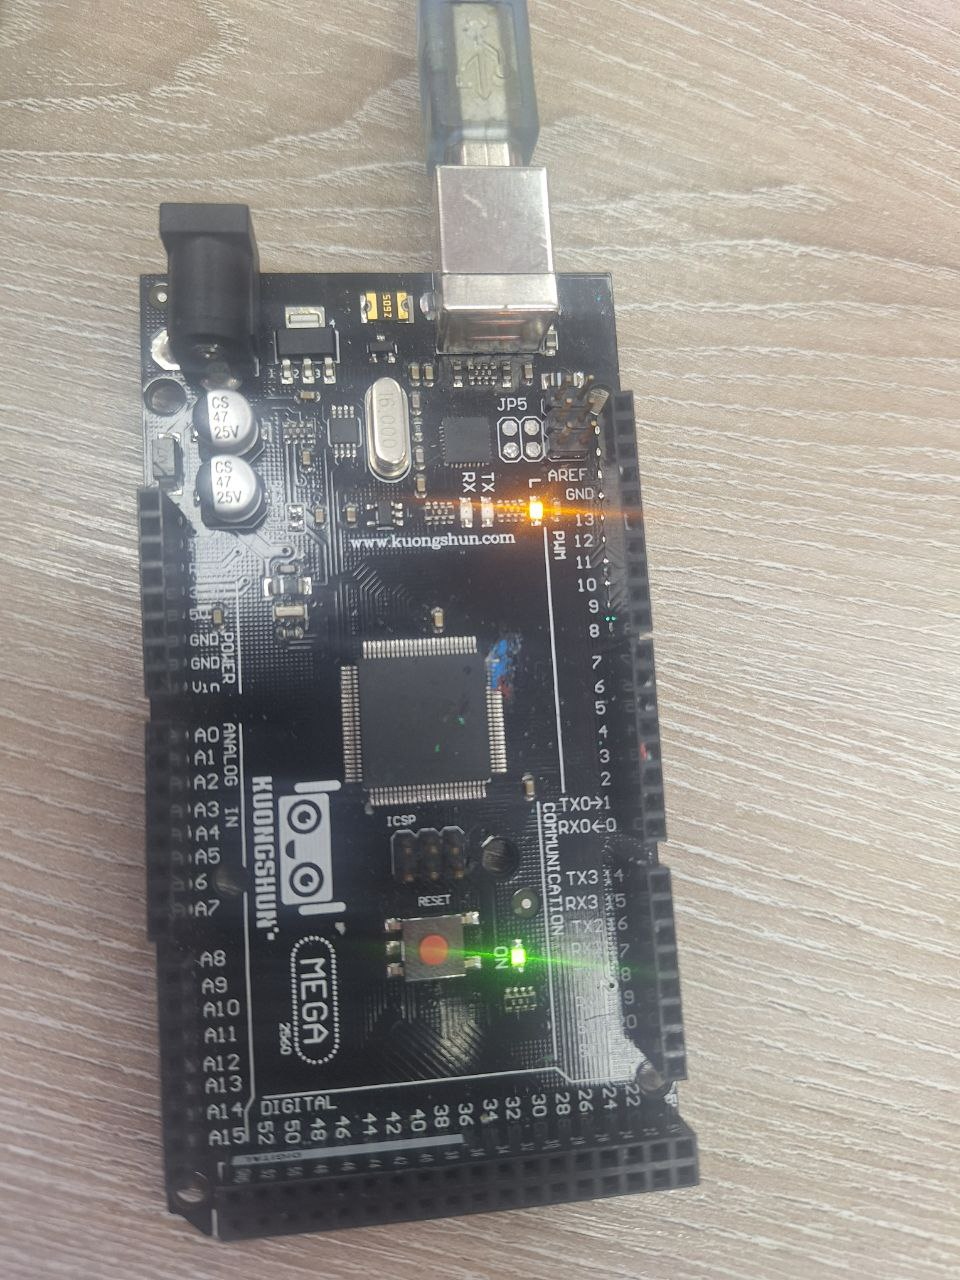 5092
16.000
CS
47
25V
CS
47
25V
JP5
RX
TX
L
AREF
GND
13
12
11
10
9
8
PWM
www.kuongshun.com
7
6
5
4
3
2
TX0→1
RX0←0
COMMUNICATION
TX3 14
RX3 15
TX2
GND
GND
Vin
POWER
A0
A1
A2
A3
A4
A5
A7
ANALOG IN
A8
A9
A10
A11
A12
A13
A14
A15
KUONGSHUN
ICSP
RESET
ON
MEGA
2560
DIGITAL
52
50
48
46
44
42
40
38
36
34
32
30
28
26
24
22